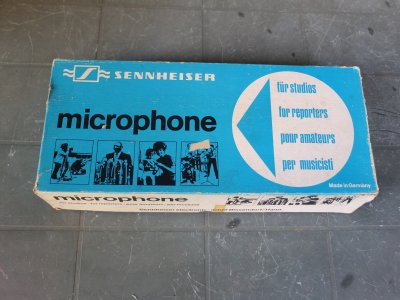 SENNHEISER
microphone
für studios
for reporters
pour amateurs
per musicisti
Made in Germany
microphone